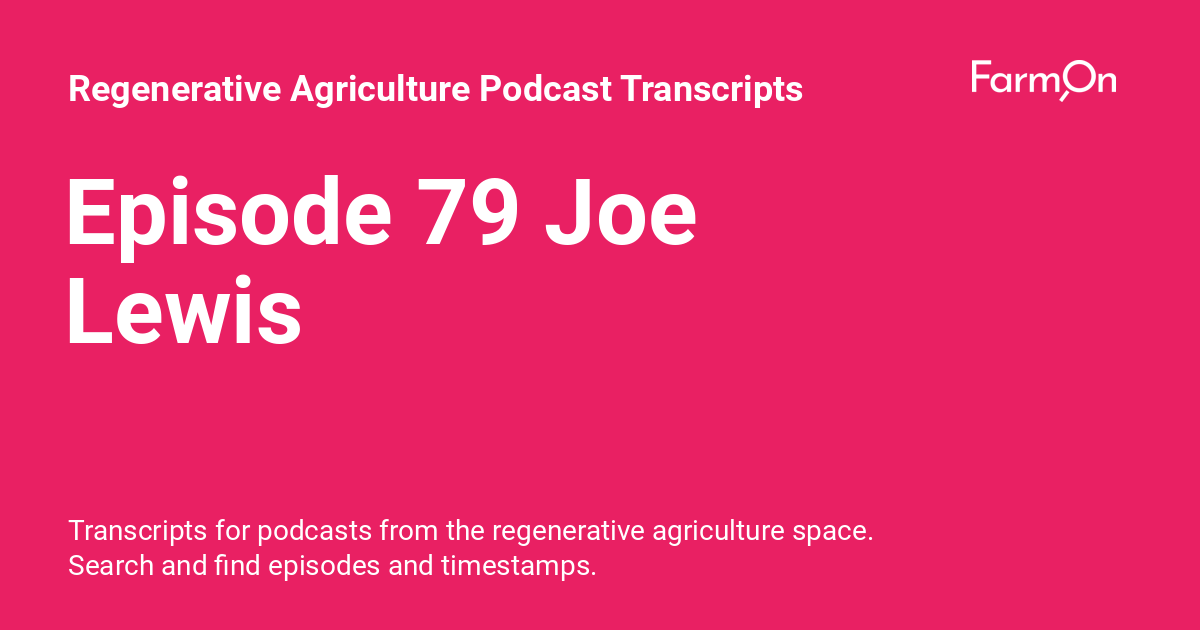 Regenerative Agriculture Podcast Transcripts
FarmOn
Episode 79 Joe
Lewis
Transcripts for podcasts from the regenerative agriculture space.
Search and find episodes and timestamps.